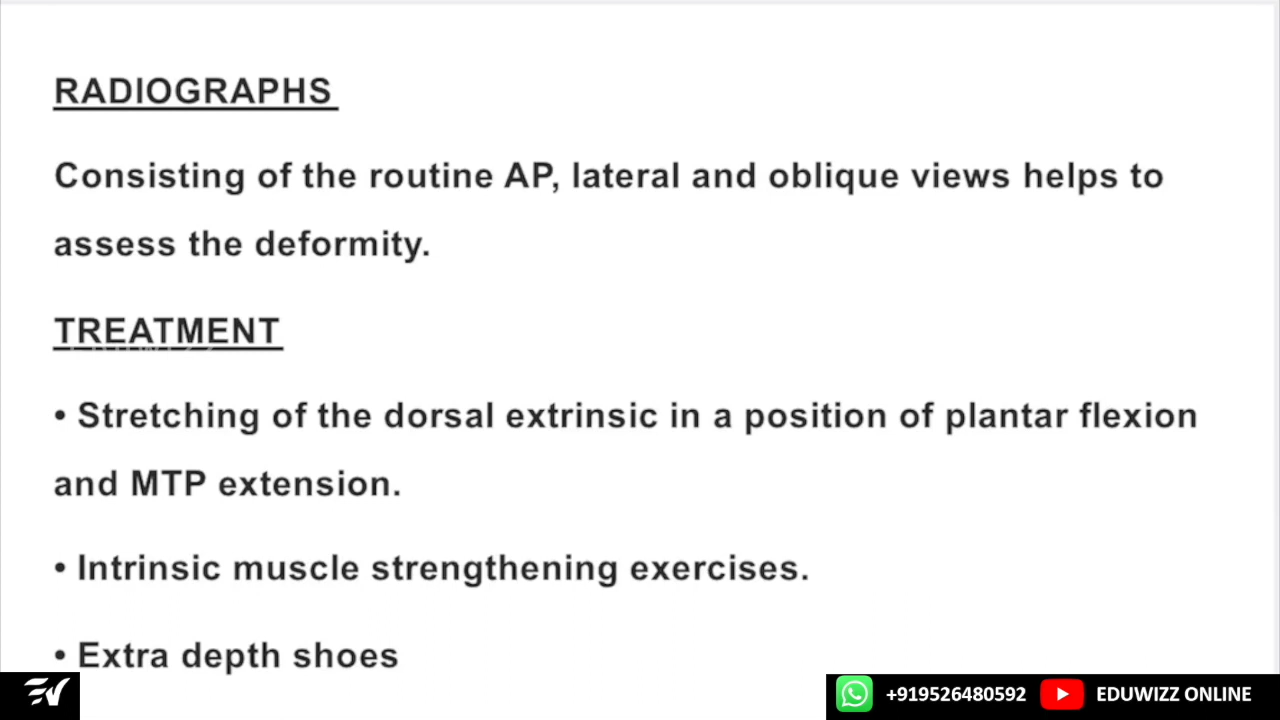 RADIOGRAPHS
Consisting of the routine AP, lateral and oblique views helps to
assess the deformity.
TREATMENT
• Stretching of the dorsal extrinsic in a position of plantar flexion
and MTP extension.
• Intrinsic muscle strengthening exercises.
• Extra depth shoes
+919526480592 EDUWIZZ ONLINE